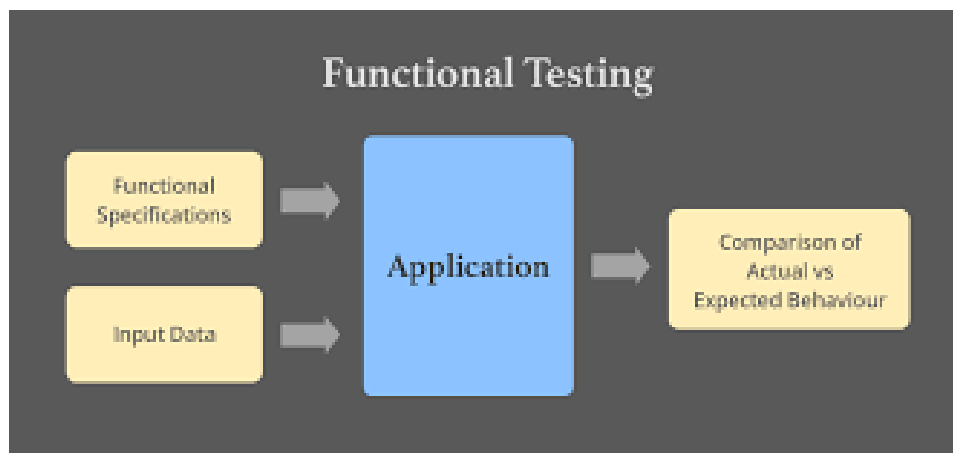 Functional Testing
Functional
Specifications
Input Data
Application
Comparison of
Actual vs
Expected Behaviour